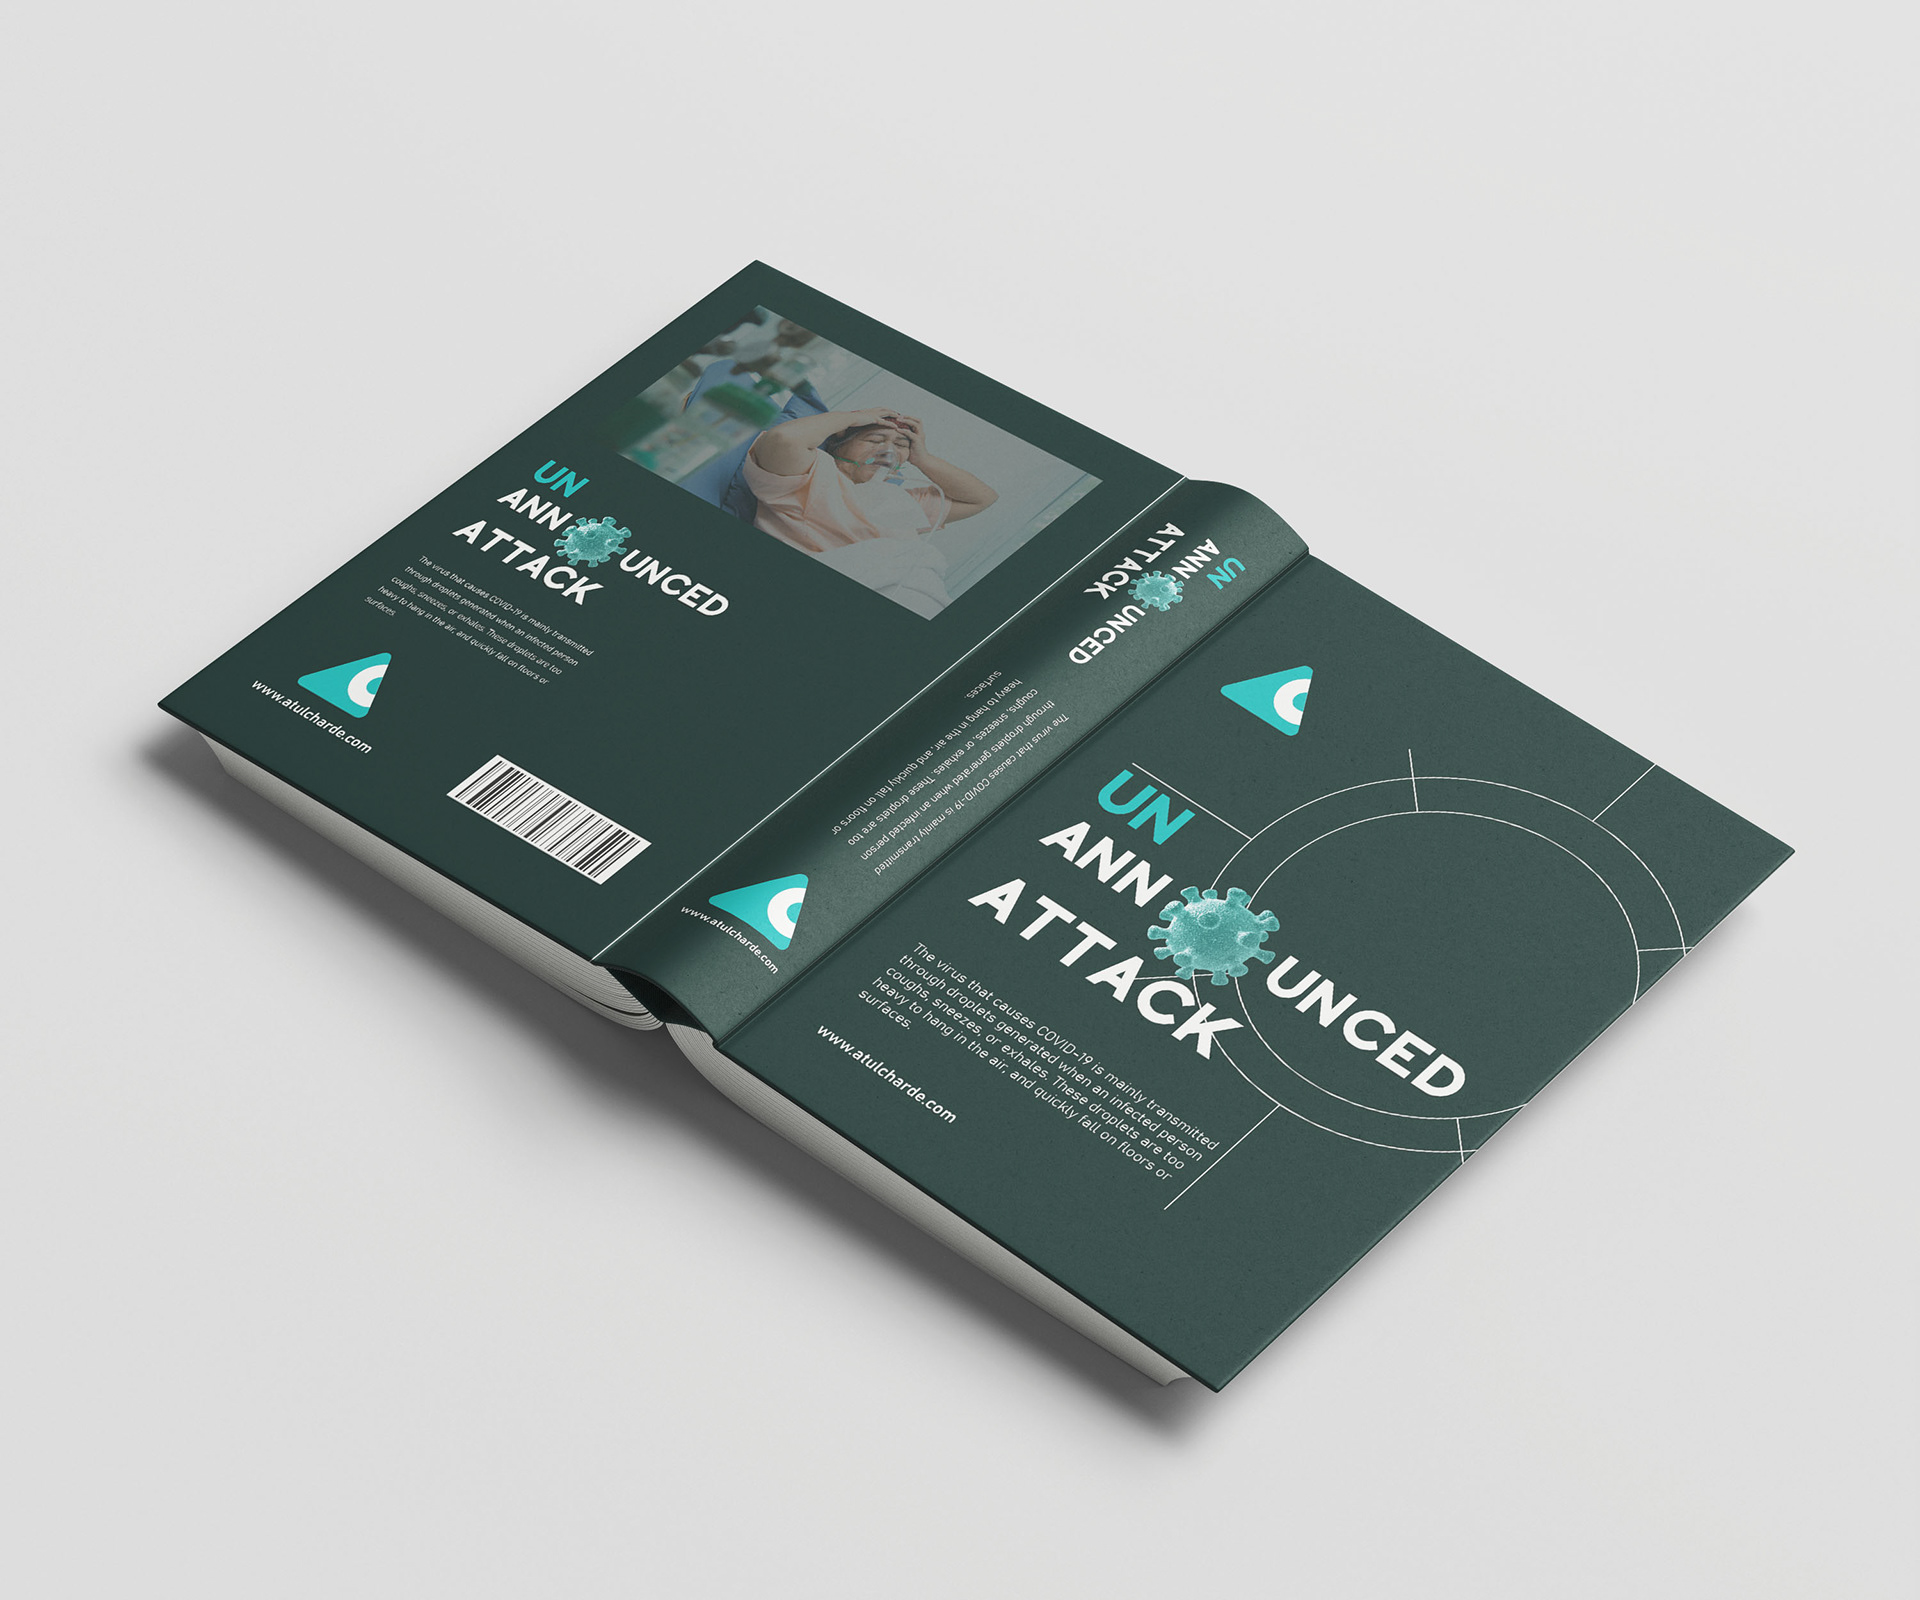 UN
ANN UNCED
ATTACK
The virus that causes COVID-19 is mainly transmitted
through droplets generated when an infected person
coughs, sneezes, or exhales. These droplets are too
heavy to hang in the air, and quickly fall on floors or
surfaces.
www.atulcharde.com
UN
ANN UNCED
ATTACK
The virus that causes COVID-19 is mainly transmitted
through droplets generated when an infected person
coughs, sneezes, or exhales. These droplets are too
heavy to hang in the air, and quickly fall on floors or
surfaces.
www.atulcharde.com
UN
ANN UNCED
ATTACK
The virus that causes COVID-19 is mainly transmitted
through droplets generated when an infected person
coughs, sneezes, or exhales. These droplets are too
heavy to hang in the air, and quickly fall on floors or
surfaces.
www.atulcharde.com